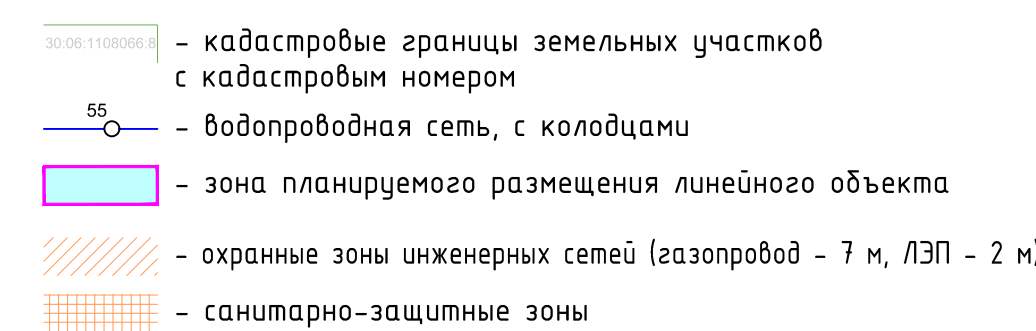 30:06:1108066:8
– кадастровые границы земельных участков
с кадастровым номером
55
– водопроводная сеть, с колодцами
– зона планируемого размещения линейного объекта
– охранные зоны инженерных сетей (газопровод – 7 м, ЛЭП – 2 м)
– санитарно-защитные зоны